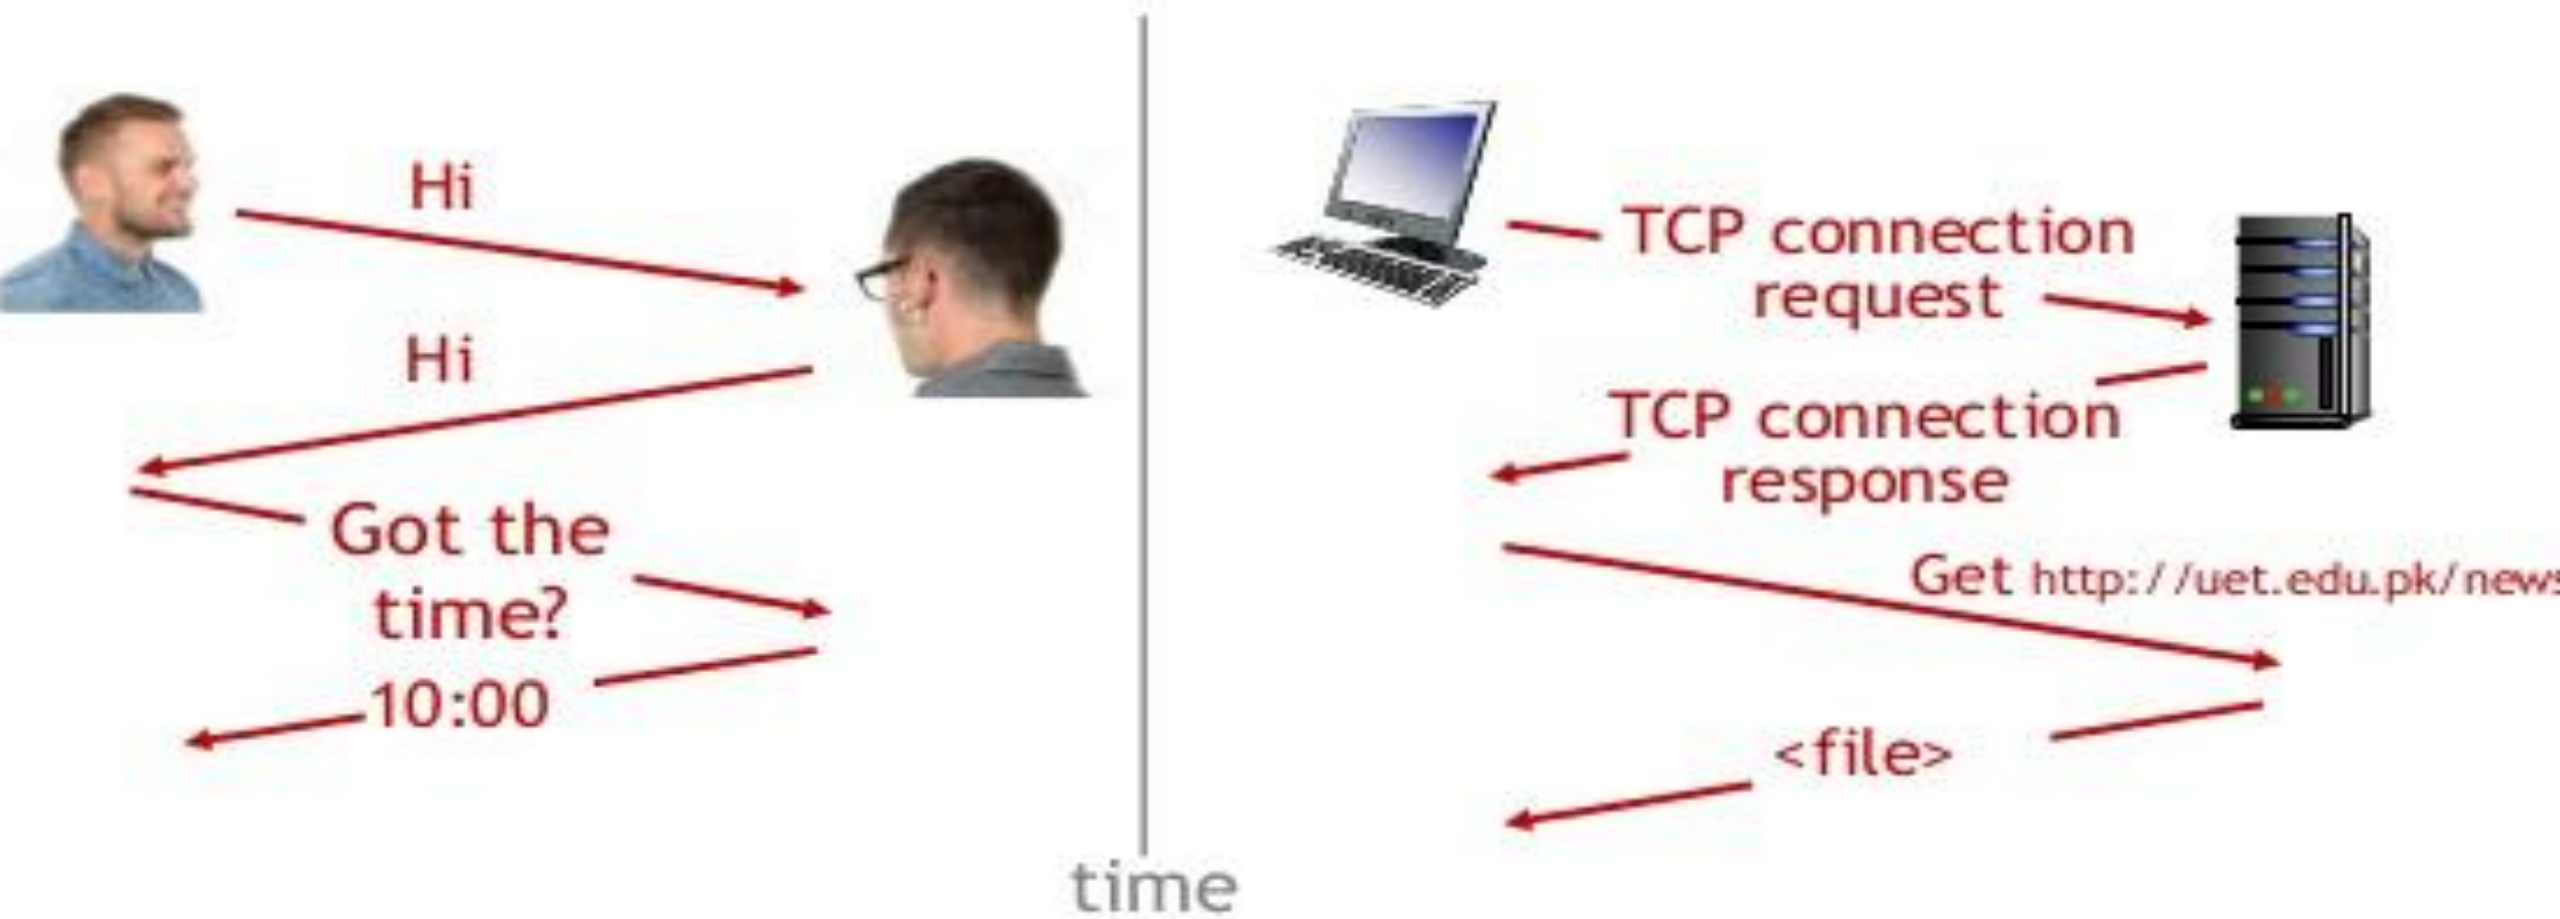 Hi
Hi
Got the
time?
10:00
TCP connection
request
TCP connection
response
Get http://uet.edu.pk/news
<file>
time